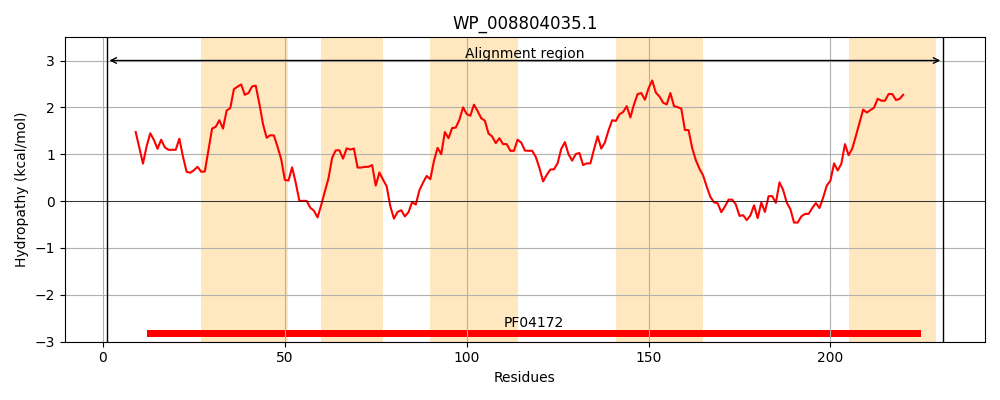 WP_008804035.1
Alignment region
Hydropathy (kcal/mol)
3
2
1
0
−1
−2
−3
PF04172
0
50
100
150
200
Residues